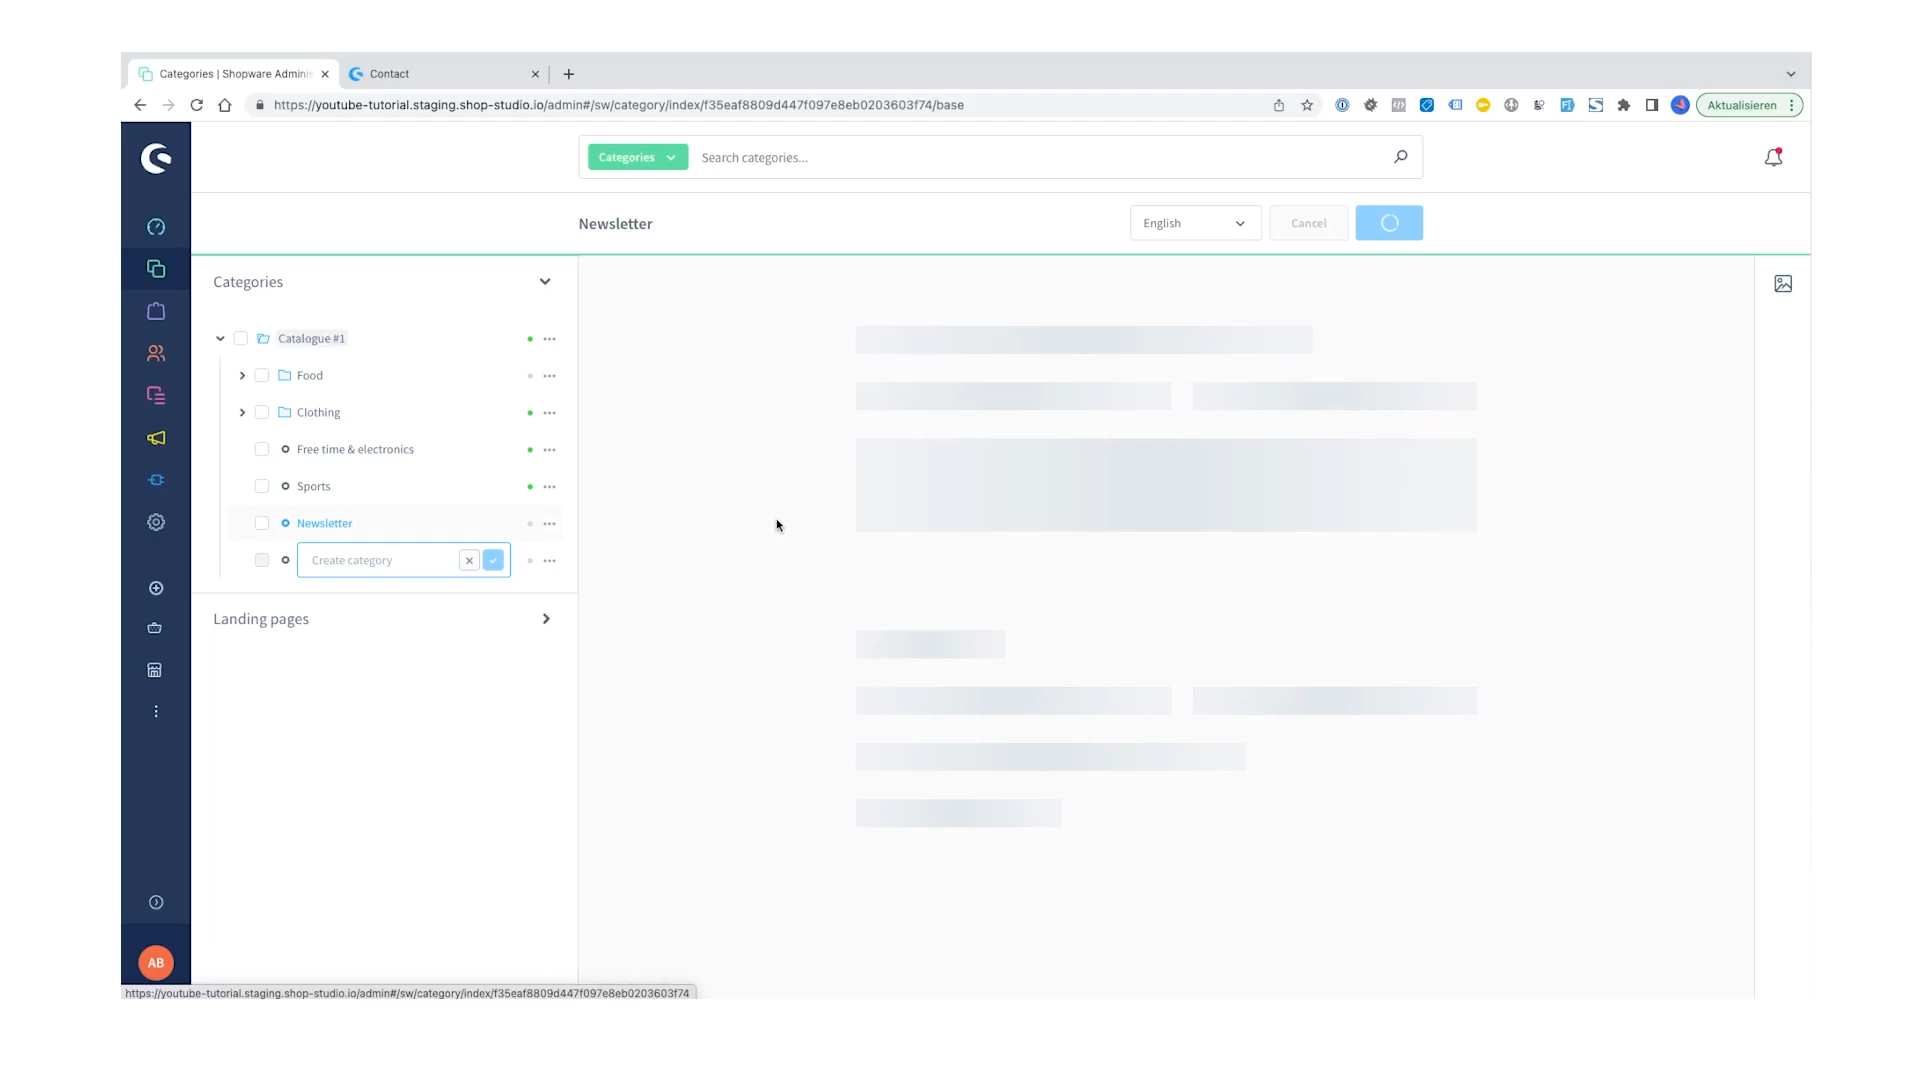 Categories | Shopware Adminis
Contact
https://youtube-tutorial.staging.shop-studio.io/admin#/sw/category/index/f35eaf8809d447f097e8eb0203603f74/base
Aktualisieren
Categories
Search categories...
Newsletter
English
Cancel
Categories
Catalogue #1
Food
Clothing
Free time & electronics
Sports
Newsletter
Create category
Landing pages
AB
https://youtube-tutorial.staging.shop-studio.io/admin#/sw/category/index/f35eaf8809d447f097e8eb0203603f74